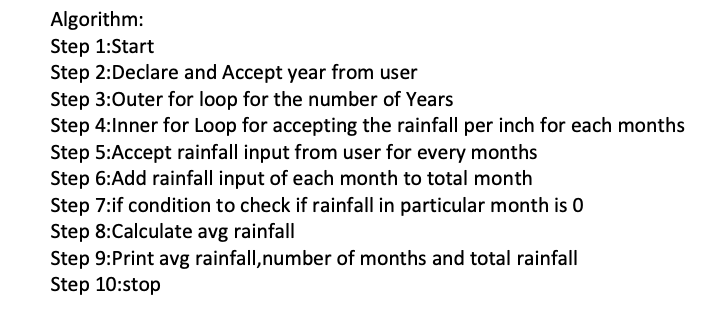 Algorithm:
Step 1:Start
Step 2:Declare and Accept year from user
Step 3:Outer for loop for the number of Years
Step 4:Inner for Loop for accepting the rainfall per inch for each months
Step 5:Accept rainfall input from user for every months
Step 6:Add rainfall input of each month to total month
Step 7:if condition to check if rainfall in particular month is 0
Step 8:Calculate avg rainfall
Step 9:Print avg rainfall,number of months and total rainfall
Step 10:stop